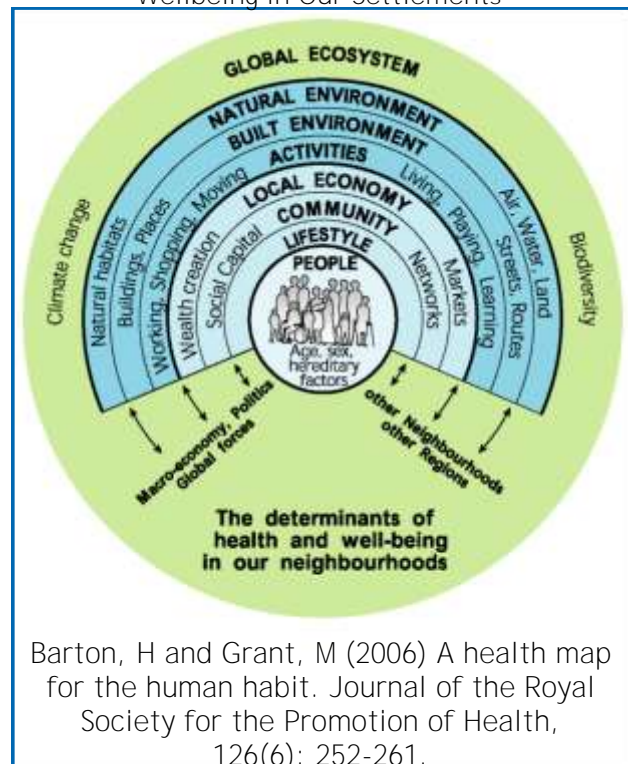 Wellbeing in Our Settlements
GLOBAL ECOSYSTEM
NATURAL ENVIRONMENT
BUILT ENVIRONMENT
ACTIVITIES
LOCAL ECONOMY
COMMUNITY
LIFESTYLE
PEOPLE
Age, sex,
hereditary
factors
Climate change
Natural habitats
Buildings, Places
Working, Shopping, Moving
Wealth creation
Social Capital
Living, Playing, Learning
Air, Water, Land
Streets, Routes
Markets
Networks
Biodiversity
Macro-economy, Politics
Global forces
other Neighbourhoods
other Regions
The determinants of
health and well-being
in our neighbourhoods
Barton, H and Grant, M (2006) A health map
for the human habit. Journal of the Royal
Society for the Promotion of Health,
126(6): 252-261.